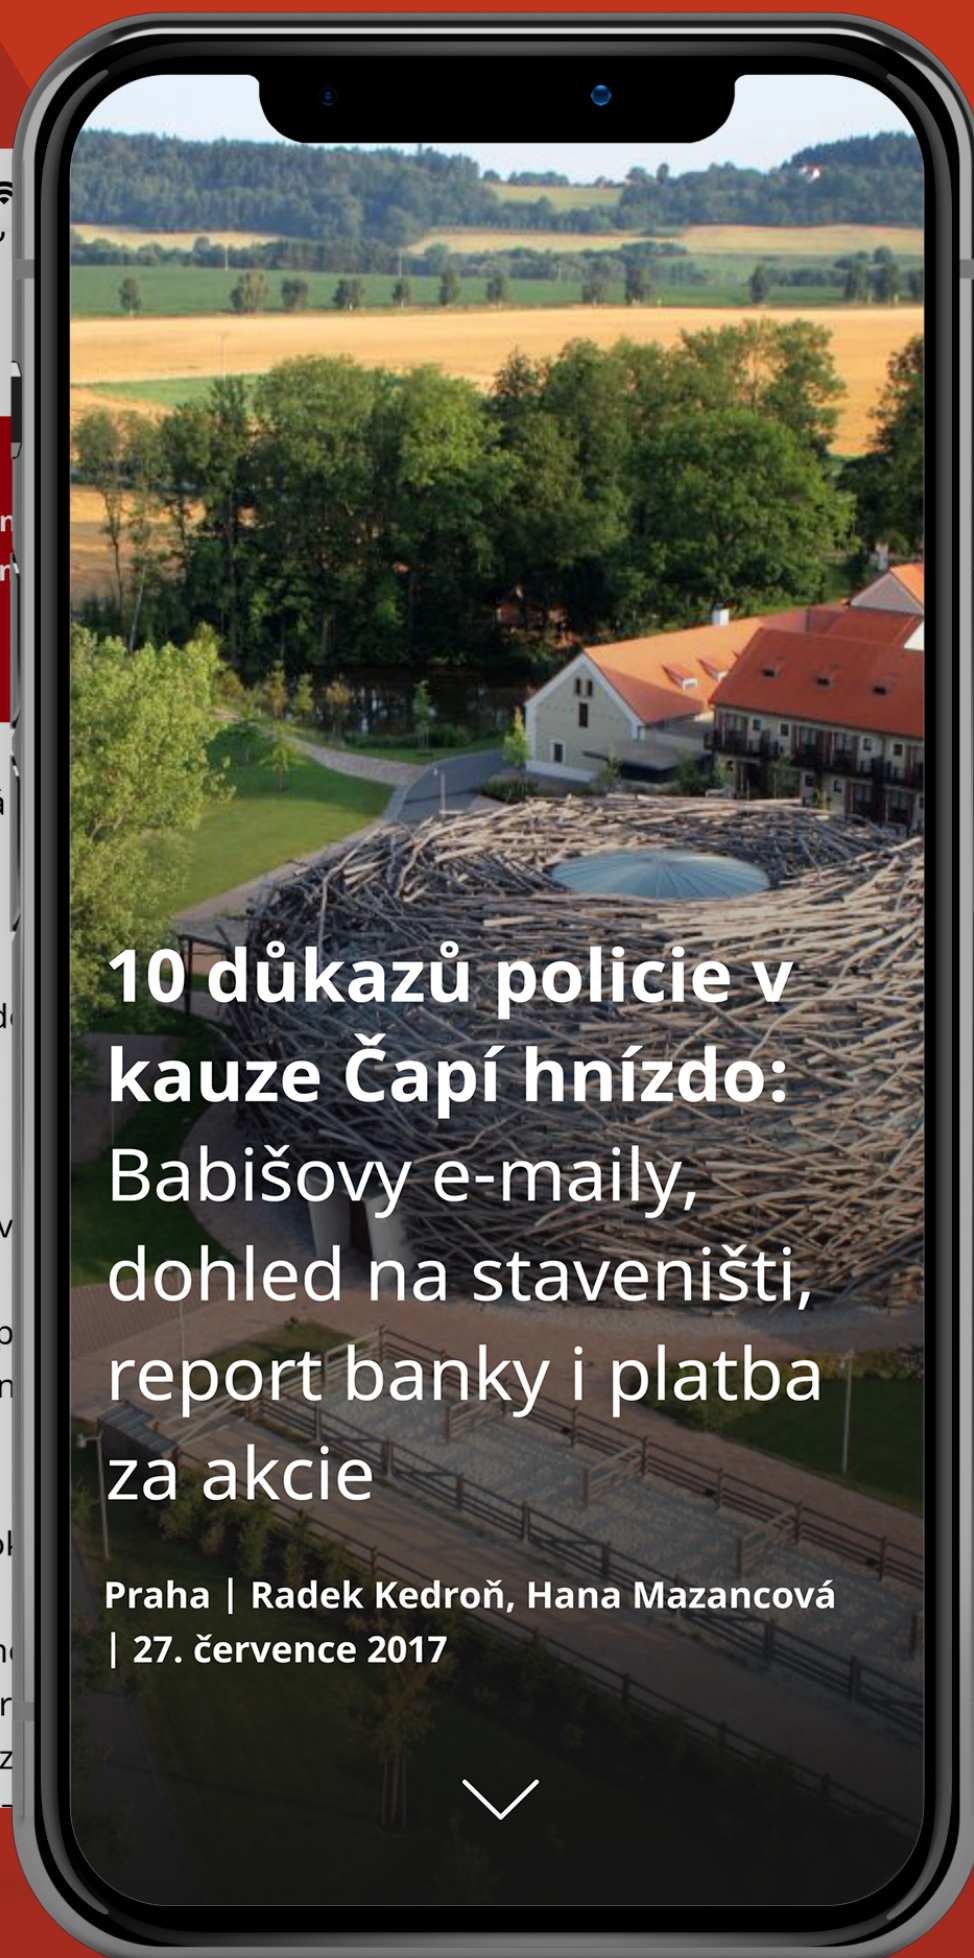 10 důkazů policie v
kauze Čapí hnízdo:
Babišovy e-maily,
dohled na staveništi,
report banky i platba
za akcie
Praha | Radek Kedroň, Hana Mazancová
| 27. července 2017